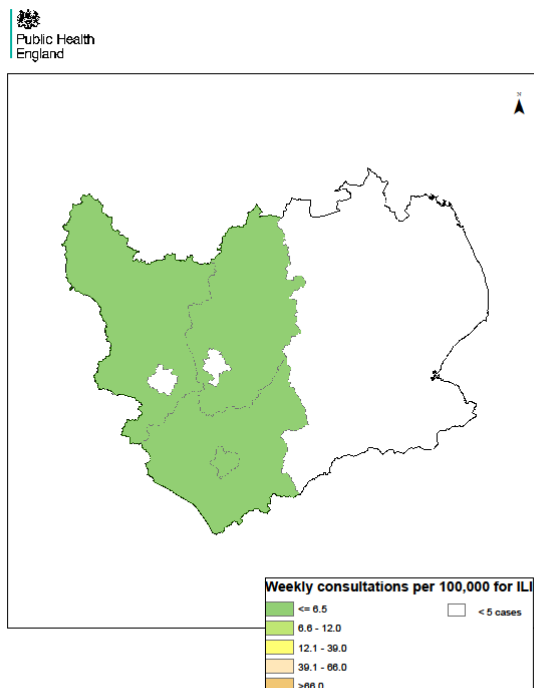 Public Health
England
Weekly consultations per 100,000 for ILI
<= 6.5
< 5 cases
6.6 - 12.0
12.1 - 39.0
39.1 - 66.0
>66.0